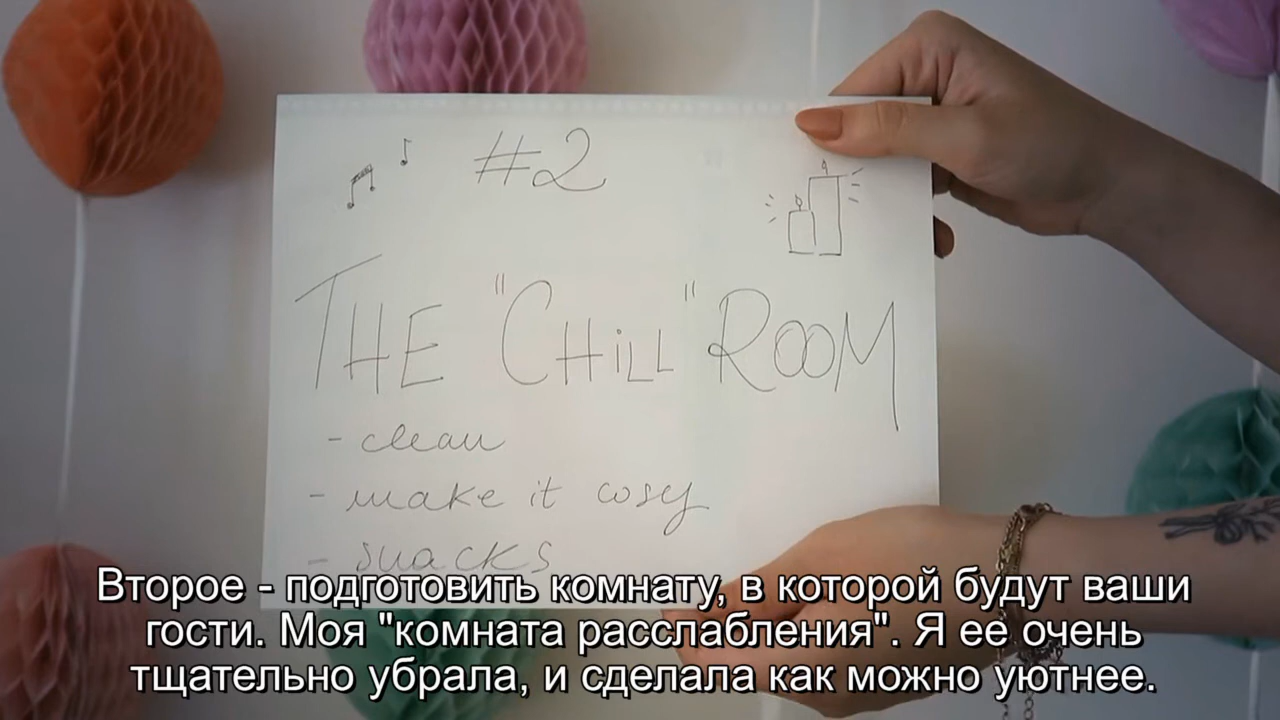 #2
THE "CHiLL" ROOM
- clean
- make it cosy
- snacks
Второе - подготовить комнату, в которой будут ваши
гости. Моя "комната расслабления". Я ее очень
тщательно убрала, и сделала как можно уютнее.